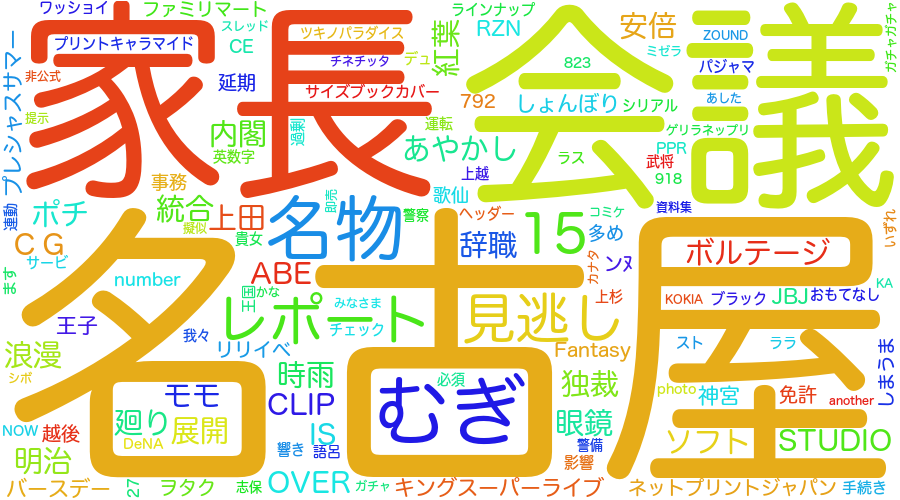 ワッショイ
ファミリマート
スレッド
ラインナップ
ツキノパラダイス
RZN
安倍
ZOUND
ミゼラ
ガチャガチャ
家長
会議
プリントキャラマイド
CE
チネチッタ
デュ
紅葉
823
パジャマ
プレシャスサマー
非公式
延期
サイズブックカバー
792
しょんぼり
シリアル
あした
提示
内閣
英数字
過剰
運転
ゲリラネップリ
あやかし
ラス
PPR
武将
上越
918
事務
歌仙
資料集
連動
ポチ
統合
上田
名物
即売
警察
ヘッダー
15
コミケ
多め
いずれ
擬似
貴女
辞職
CG
サービ
ABE
ンヌ
カナタ
ボルテージ
ます
number
王国
かな
上杉
KOKIA
ブラック
JBJ
おもてなし
KA
名古屋
レポート
みなさま
チェック
見逃し
王子
我々
リリイベ
Fantasy
スト
ララ
浪漫
シボ
時雨
必須
独裁
しまうま
モモ
CLIP
むぎ
photo
神宮
免許
another
NOW
越後
廻り
DeNA
展開
IS
眼鏡
ソフト
STUDIO
響き
語呂
警備
影響
明治
OVER
バースデー
27
ヲタク
志保
ガチャ
キングスーパーライブ
ネットプリントジャパン
手続き